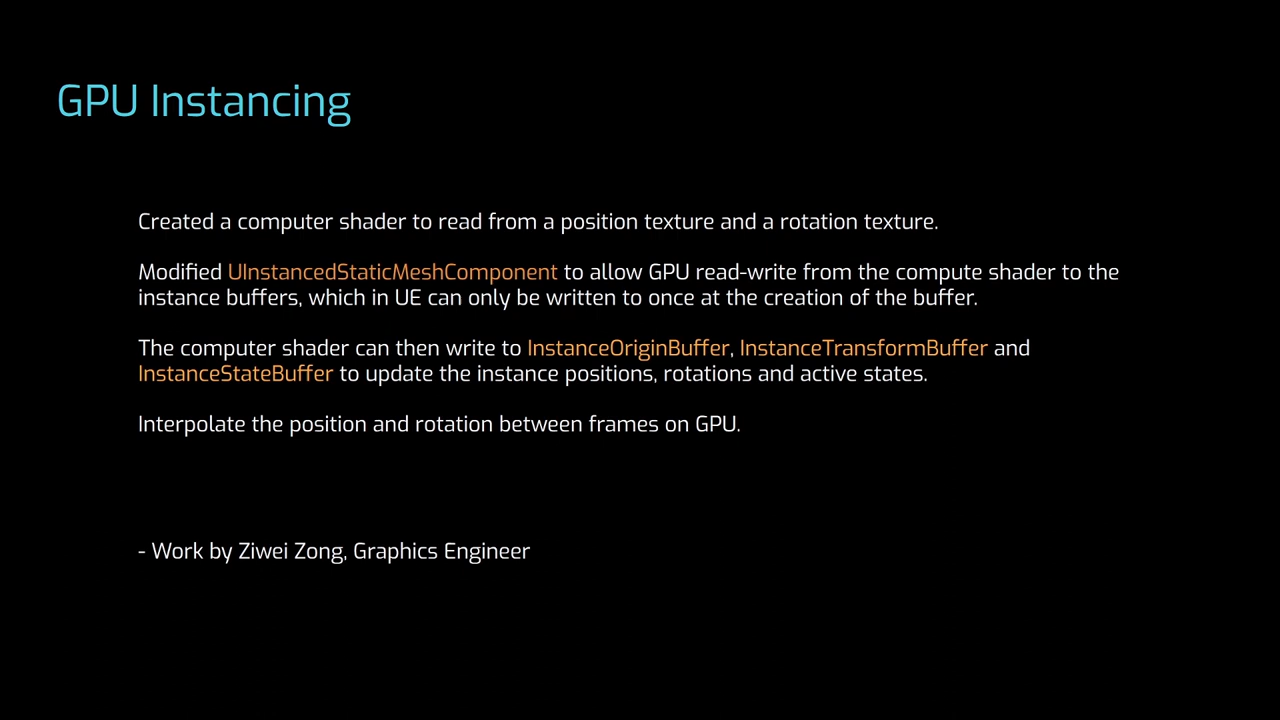 GPU Instancing
Created a computer shader to read from a position texture and a rotation texture.
Modified UInstancedStaticMeshComponent to allow GPU read-write from the compute shader to the
instance buffers, which in UE can only be written to once at the creation of the buffer.
The computer shader can then write to InstanceOriginBuffer, InstanceTransformBuffer and
InstanceStateBuffer to update the instance positions, rotations and active states.
Interpolate the position and rotation between frames on GPU.
- Work by Ziwei Zong, Graphics Engineer